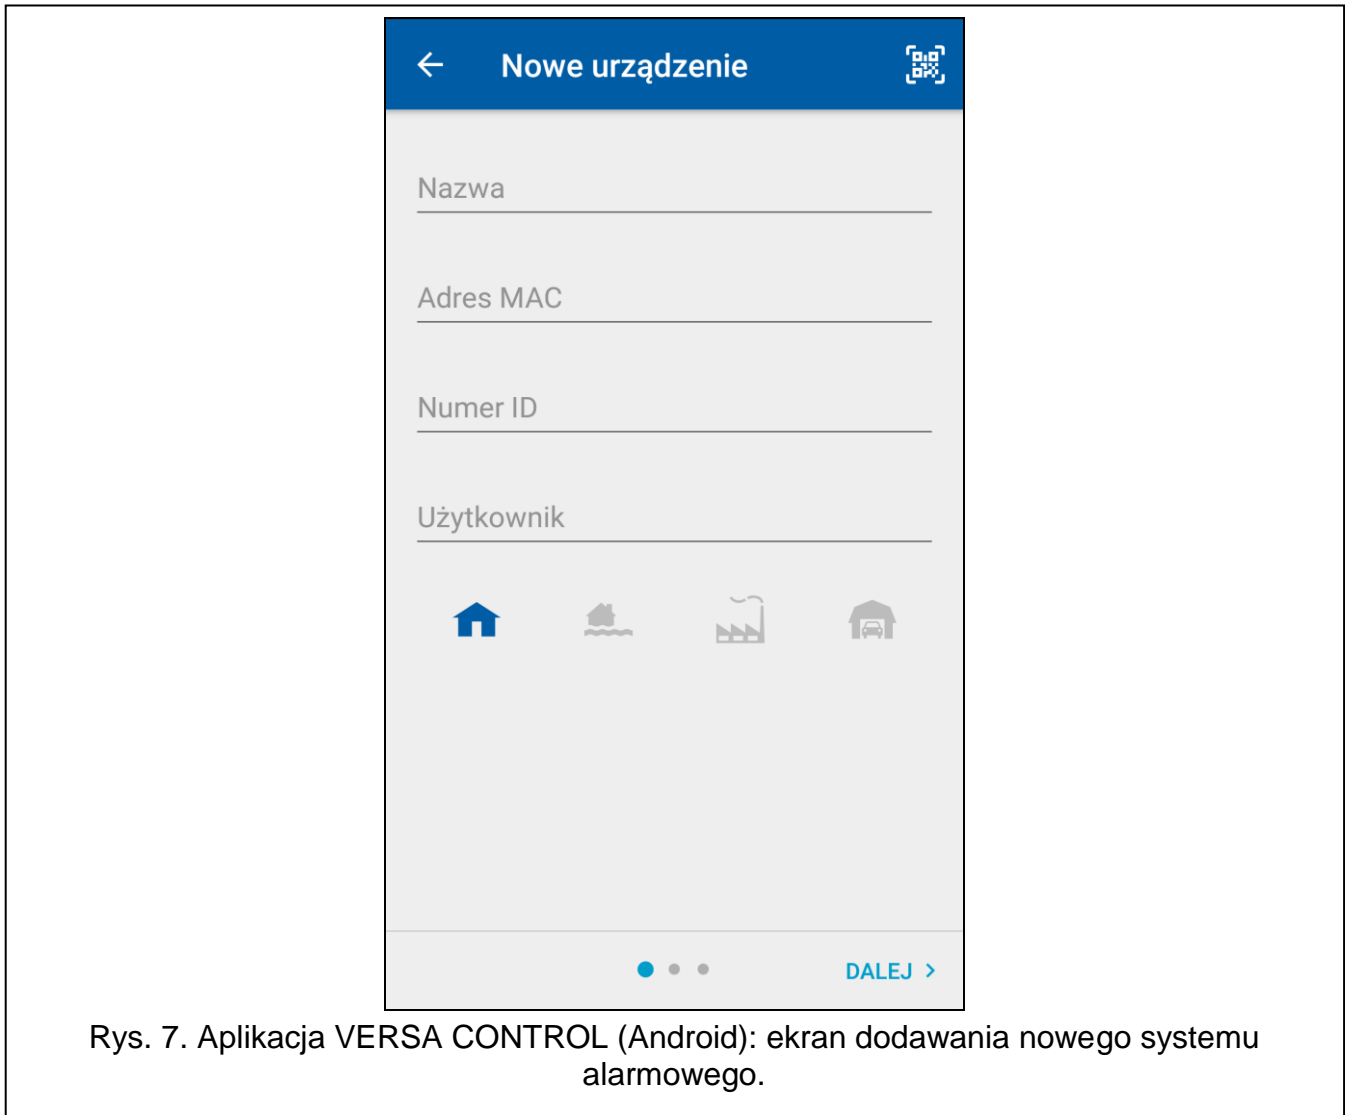 Nowe urządzenie
Nazwa
Adres MAC
Numer ID
Użytkownik
DALEJ
Rys. 7. Aplikacja VERSA CONTROL (Android): ekran dodawania nowego systemu
alarmowego.